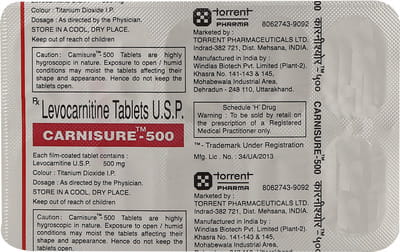 Colour : Titanium Dioxide I.P.
Dosage : As directed by the Physician.
STORE IN A COOL, DRY PLACE.
Keep out of reach of children
Caution: Carnisure™ 500 Tablets are highly
hygroscopic in nature. Exposure to open / humid
conditions may moist the tablets affecting their
shape and appearance. Hence do not keep the
tablets open.
Rx Levocarnitine Tablets U.S.P.
CARNISURE™-500
Each film-coated tablet contains :
Levocarnitine U.S.P. 500 mg
Colour : Titanium Dioxide I.P.
Dosage : As directed by the Physician.
STORE IN A COOL, DRY PLACE.
Keep out of reach of children
Caution: Carnisure™ 500 Tablets are highly
hygroscopic in nature. Exposure to open / humid
conditions may moist the tablets affecting their
shape and appearance. Hence do not keep the
tablets open.
torrent
PHARMA
8062743-9092
Marketed by :
TORRENT PHARMACEUTICALS LTD.
Indrad-382 721, Dist. Mehsana, INDIA.
Manufactured in India by :
Windlas Biotech Pvt. Limited (Plant-2).
Khasra No. 141-143 & 145,
Mohabewala Industrial Area,
Dehradun - 248 110, Uttarakhand.
Schedule 'H' Drug
Warning : To be sold by retail on
the prescription of a Registered
Medical Practitioner only.
™ - Trademark Under Registration
Mfg. Lic. No. : 34/UA/2013
torrent
PHARMA
8062743-9092
Marketed by :
TORRENT PHARMACEUTICALS LTD.
Indrad-382 721, Dist. Mehsana, INDIA.
Manufactured in India by :
Windlas Biotech Pvt. Limited (Plant-2).
Khasra No. 141-143 & 145,
Mohabewala Industrial Area,
CARNISURE™-500
कारनीश्योर™-५००
CARNISURE-500
कारनीश्योर™-५००